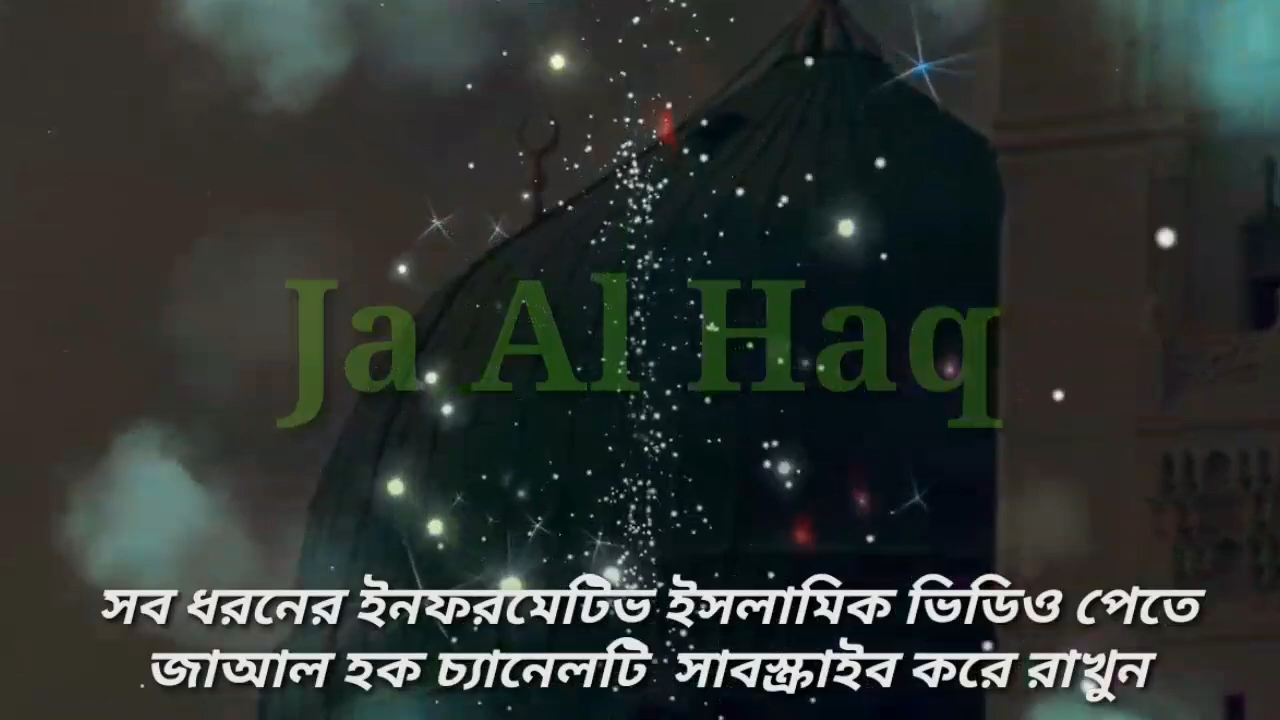 Ja Al Haq
সব ধরনের ইনফরমেটিভ ইসলামিক ভিডিও পেতে
জাআল হক চ্যানেলটি সাবস্ক্রাইব করে রাখুন